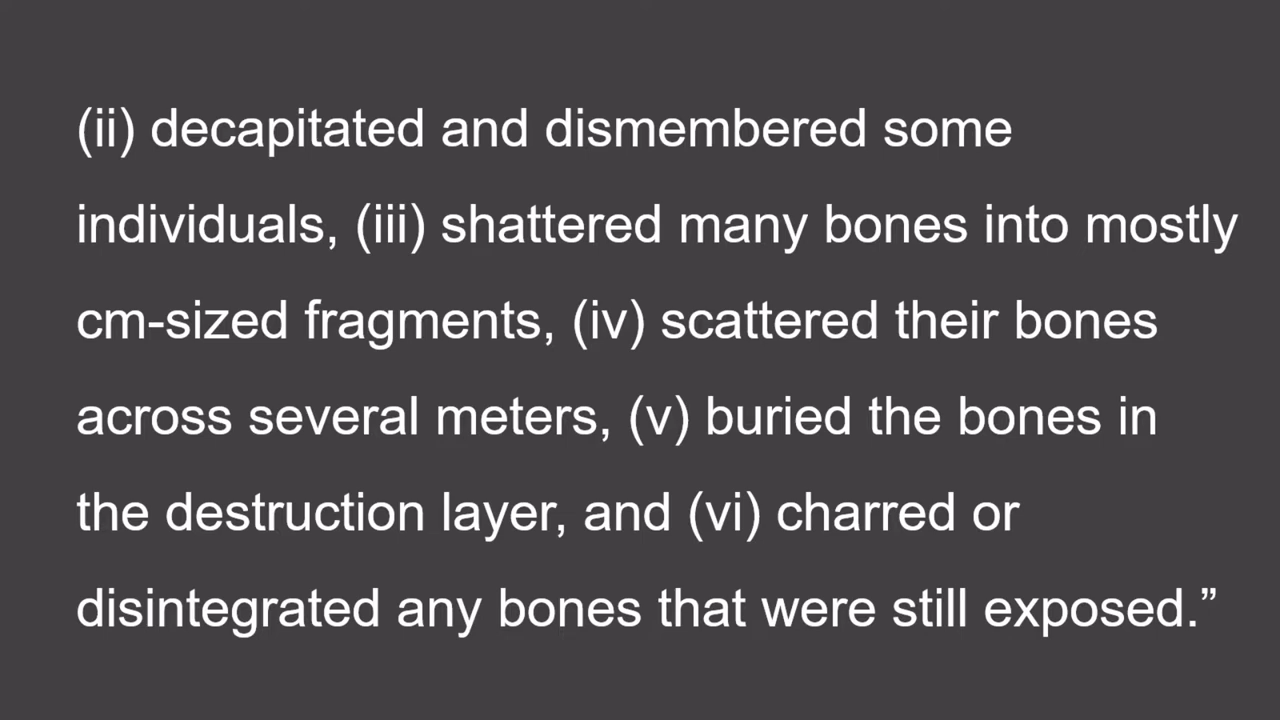 (ii) decapitated and dismembered some
individuals, (iii) shattered many bones into mostly
cm-sized fragments, (iv) scattered their bones
across several meters, (v) buried the bones in
the destruction layer, and (vi) charred or
disintegrated any bones that were still exposed.”